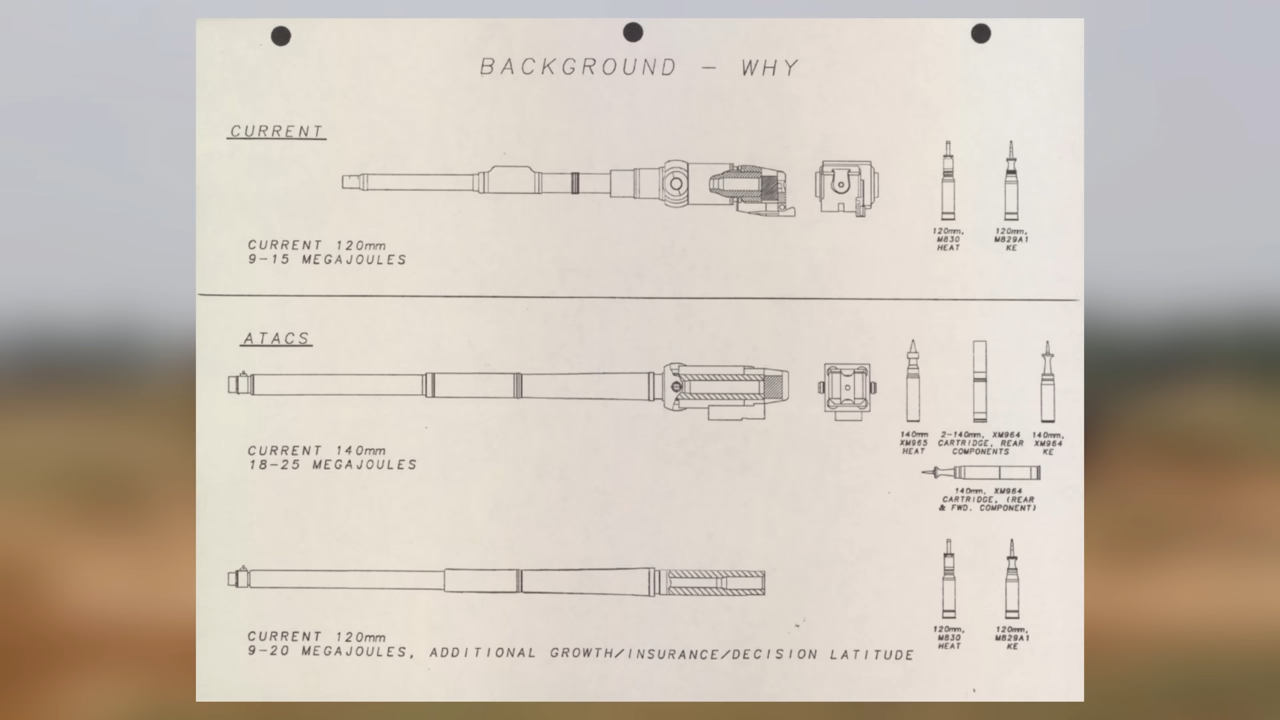 BACKGROUND – WHY
CURRENT
CURRENT 120mm
9-15 MEGAJOULES
120mm,
M830
HEAT
120mm,
M829A1
KE
ATACS
CURRENT 140mm
18-25 MEGAJOULES
140mm
XM965
HEAT
2-140mm, XM964
CARTRIDGE, REAR
COMPONENTS
140mm,
XM964
KE
140mm, XM964
CARTRIDGE, (REAR
& FWD. COMPONENT)
CURRENT 120mm
9-20 MEGAJOULES, ADDITIONAL GROWTH/INSURANCE/DECISION LATITUDE
120mm,
M830
HEAT
120mm,
M829A1
KE